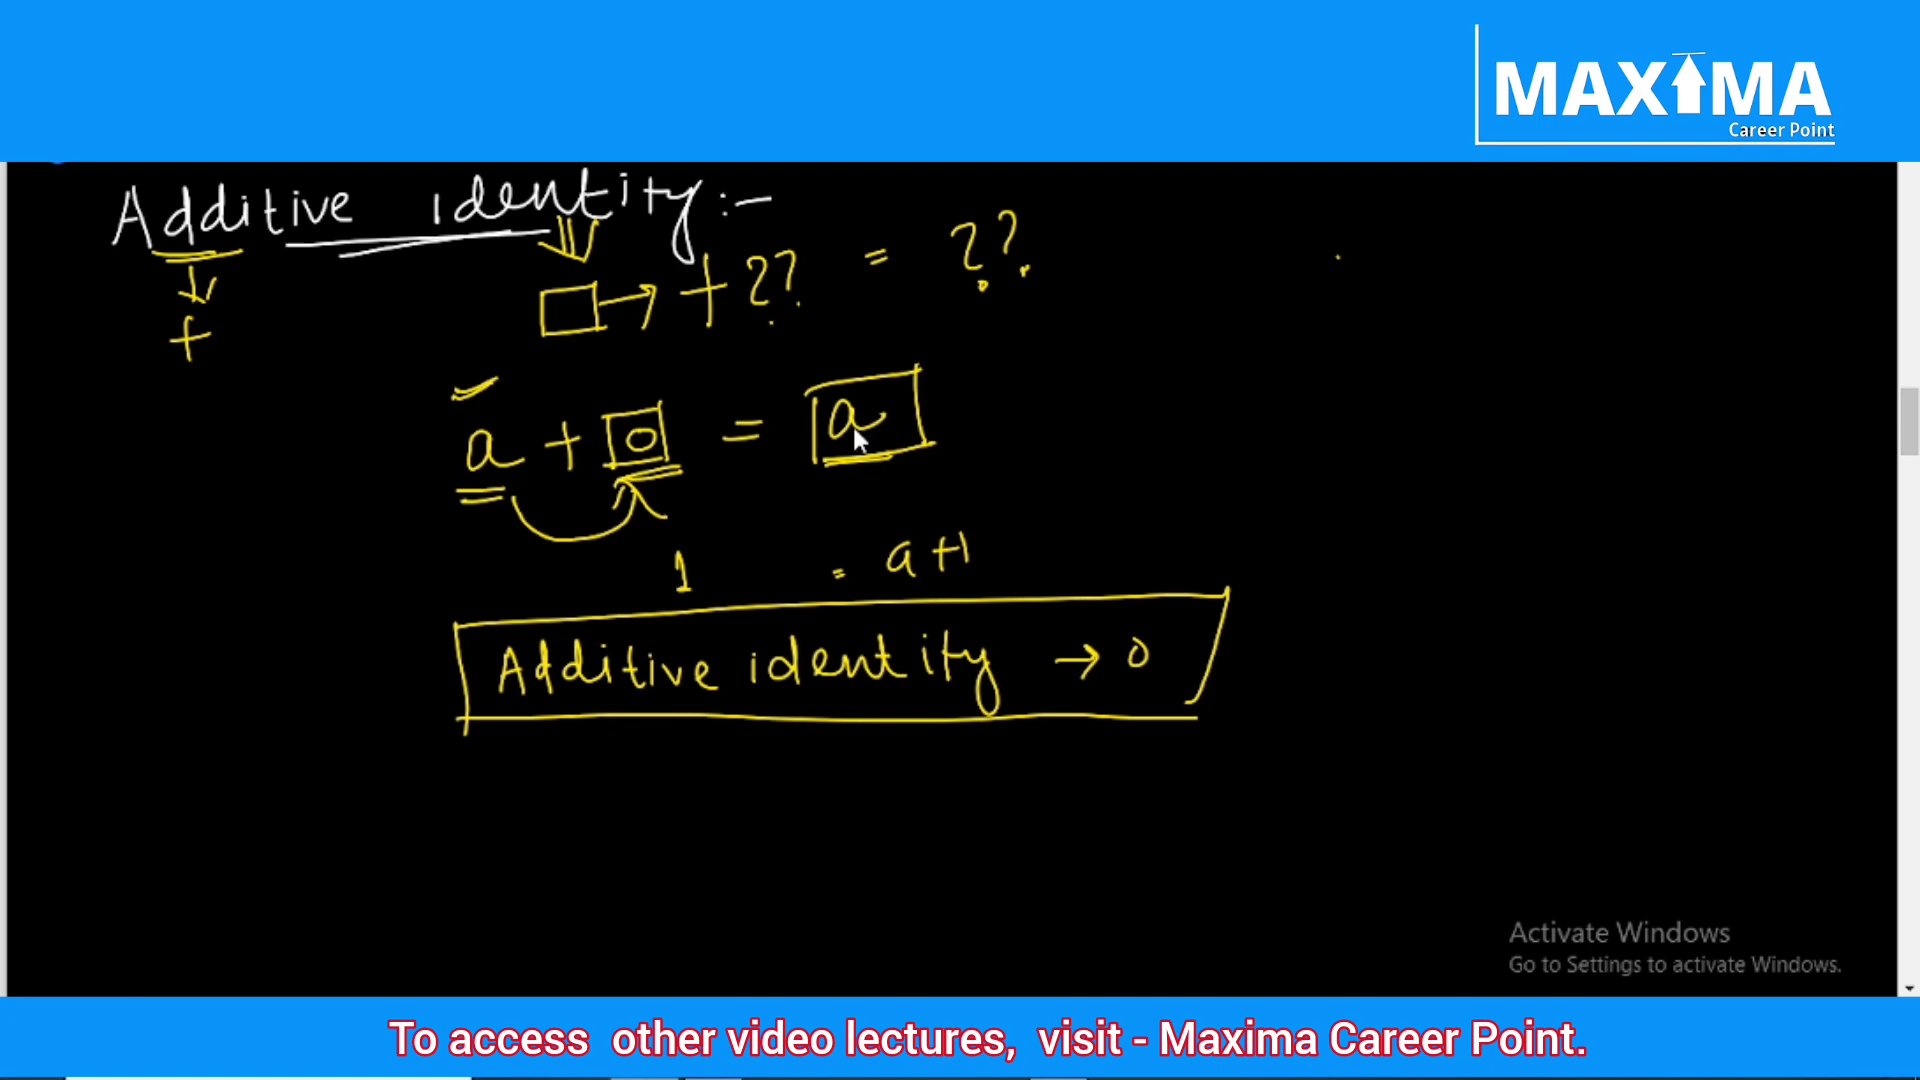 MAXIMA
Career Point
Additive identity :-
+
□ → + ?? = ??
a + 0 = a
1 = a+1
Additive identity → 0
Activate Windows
Go to Settings to activate Windows.
To access other video lectures, visit - Maxima Career Point.